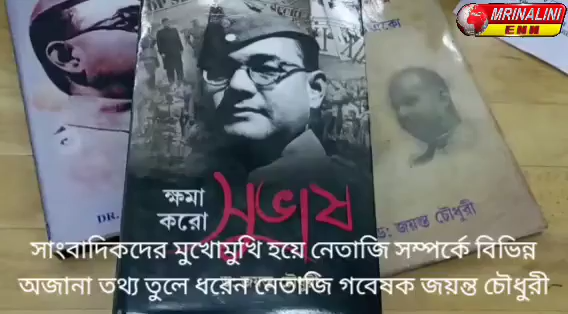 MRINALINI
ENN
DR.
ক্ষমা
করো
সুভাষ
ড: জয়ন্ত চৌধুরী
সাংবাদিকদের মুখোমুখি হয়ে নেতাজি সম্পর্কে বিভিন্ন
অজানা তথ্য তুলে ধরেন নেতাজি গবেষক জয়ন্ত চৌধুরী